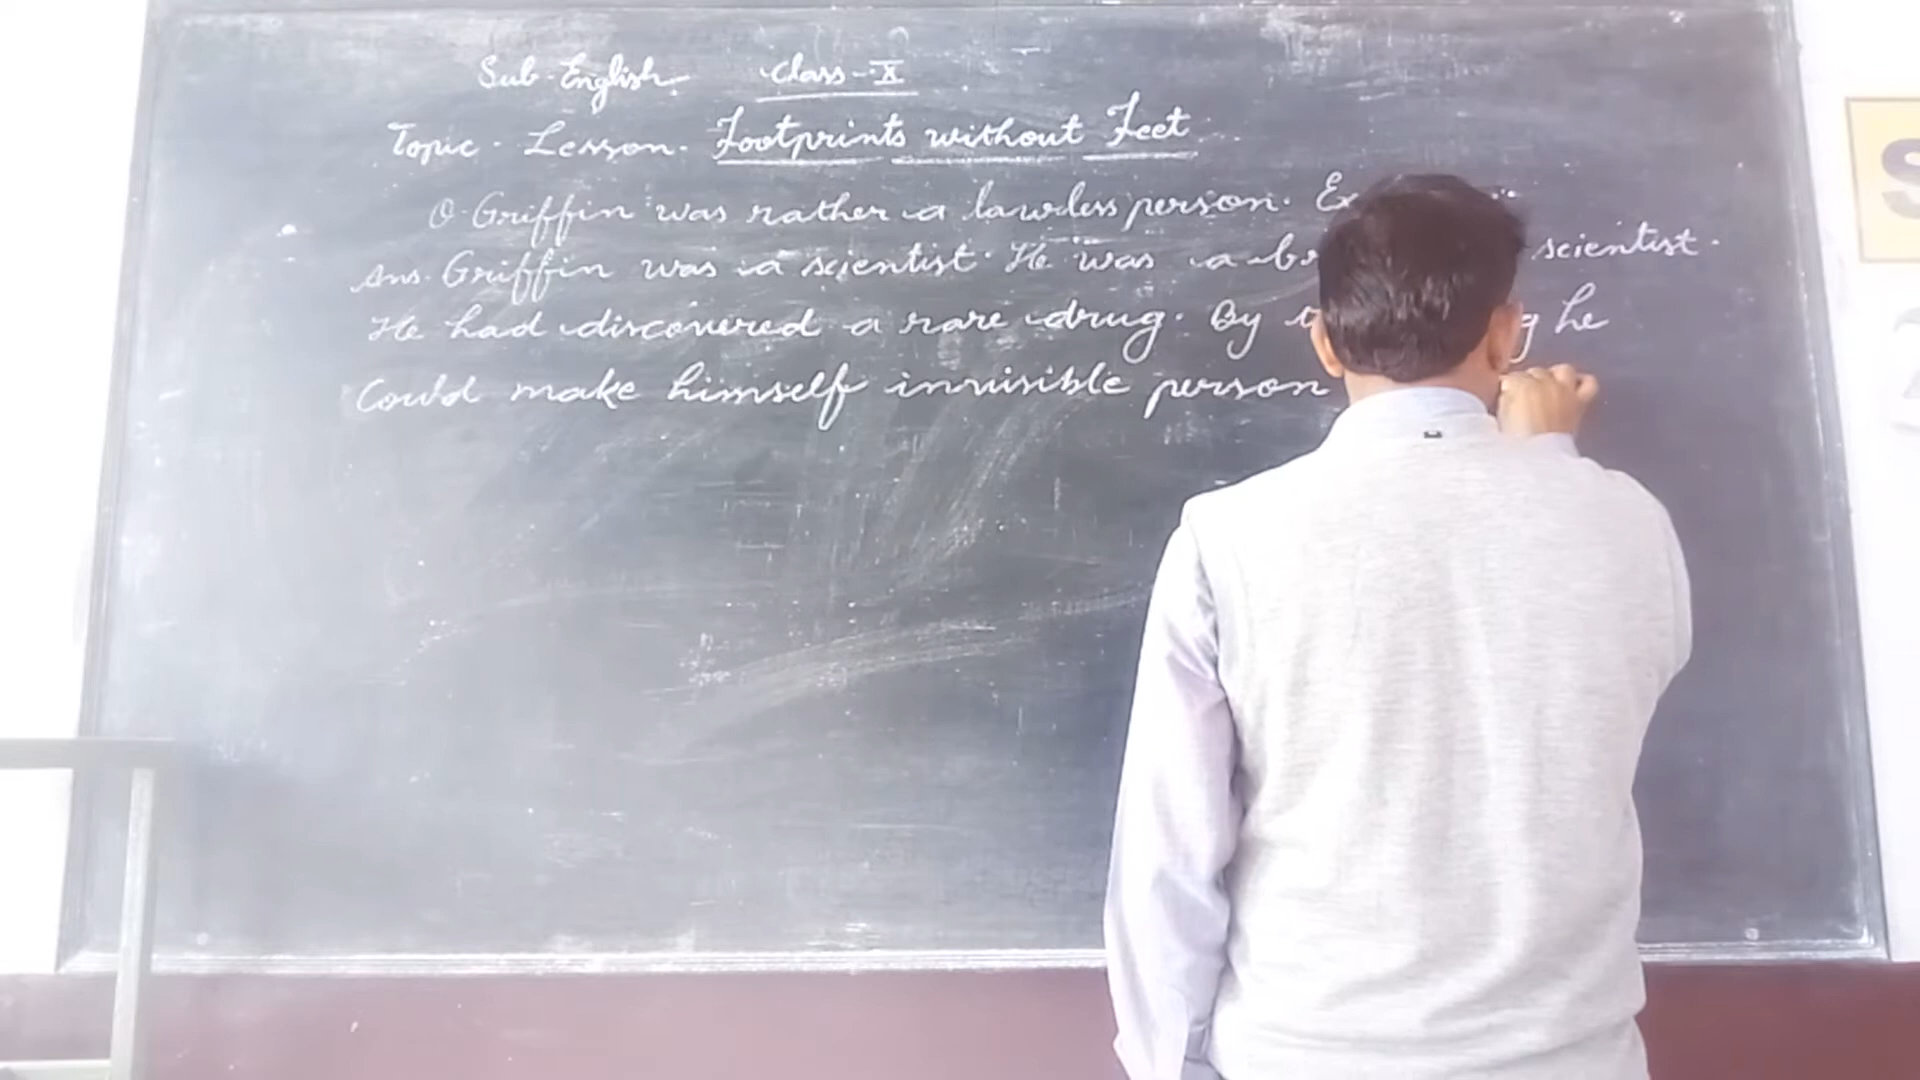 Sub - English Class - X
Topic - Lesson - Footprints without Feet
Q. Griffin was rather a lawless person.
Ans. Griffin was a scientist. He was a scientist.
He had discovered a rare drug. By he
Could make himself invisible person
S